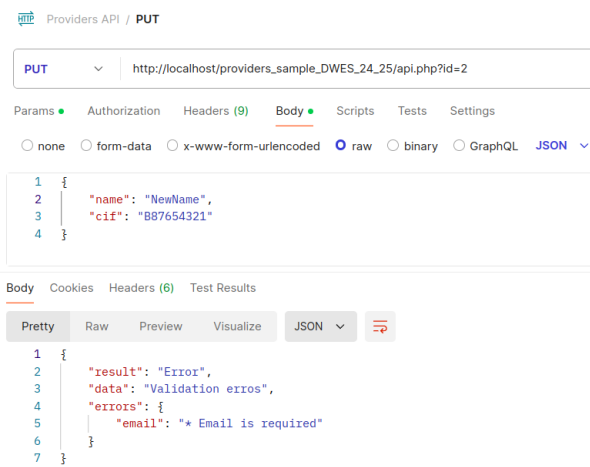 HTTP Providers API / PUT
PUT http://localhost/providers_sample_DWES_24_25/api.php?id=2
Params Authorization Headers (9) Body Scripts Tests Settings
none form-data x-www-form-urlencoded raw binary GraphQL JSON
1 {
2 "name": "NewName",
3 "cif": "B87654321"
4 }
Body Cookies Headers (6) Test Results
Pretty Raw Preview Visualize JSON
1 {
2 "result": "Error",
3 "data": "Validation erros",
4 "errors": {
5 "email": "* Email is required"
6 }
7 }